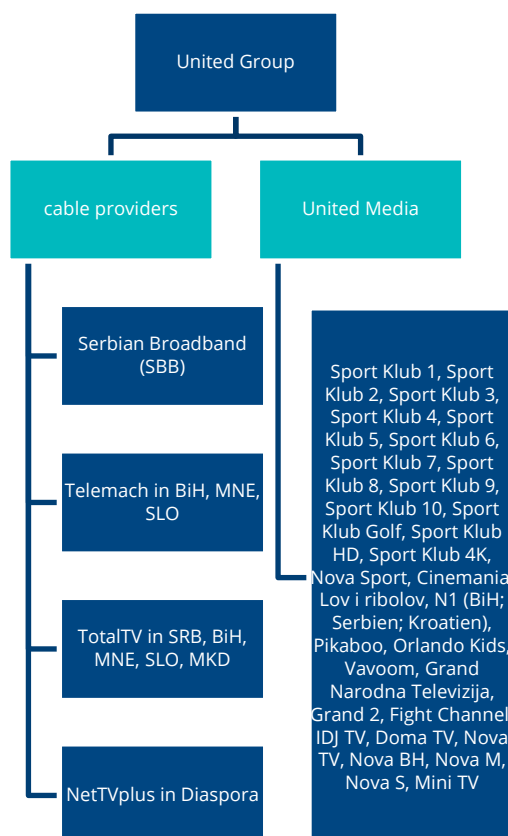 United Group
cable providers
United Media
Serbian Broadband
(SBB)
Telemach in BiH, MNE,
SLO
TotalTV in SRB, BiH,
MNE, SLO, MKD
NetTVplus in Diaspora
Sport Klub 1, Sport
Klub 2, Sport Klub 3,
Sport Klub 4, Sport
Klub 5, Sport Klub 6,
Sport Klub 7, Sport
Klub 8, Sport Klub 9,
Sport Klub 10, Sport
Klub Golf, Sport Klub
HD, Sport Klub 4K,
Nova Sport, Cinemania,
Lov i ribolov, N1 (BiH;
Serbien; Kroatien),
Pikaboo, Orlando Kids,
Vavoom, Grand
Narodna Televizija,
Grand 2, Fight Channel,
IDJ TV, Doma TV, Nova
TV, Nova BH, Nova M,
Nova S, Mini TV